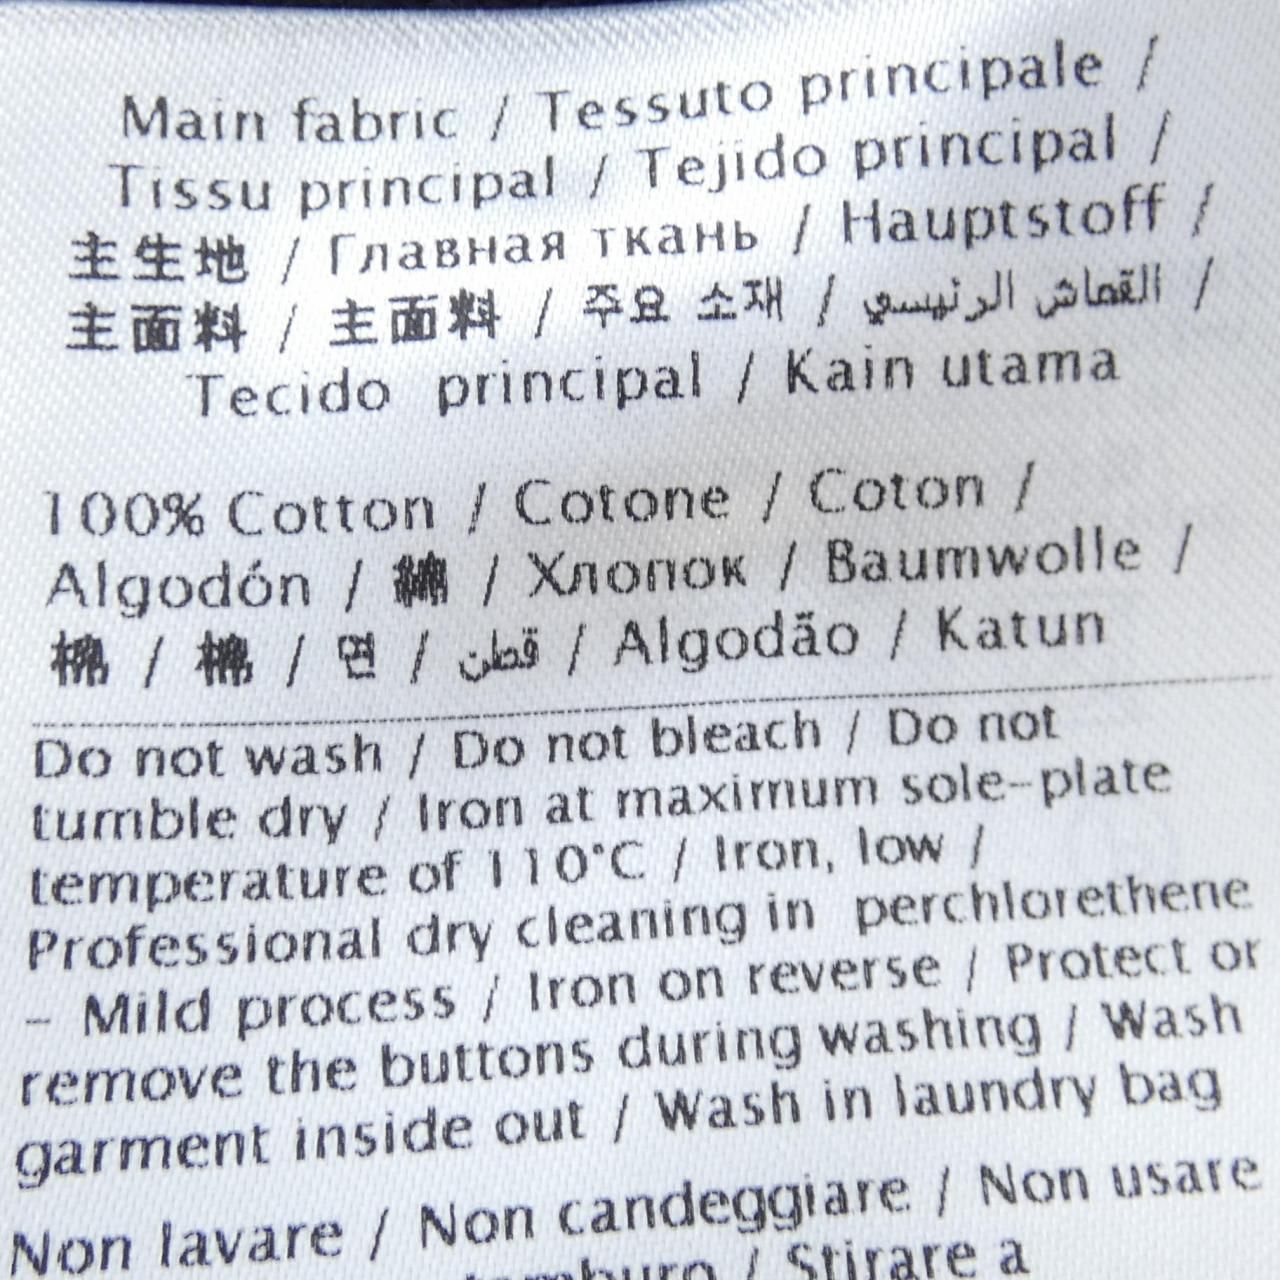 Main fabric / Tessuto principale /
Tissu principal / Tejido principal /
主生地 / Главная ткань / Hauptstoff /
主面料 / 主面料 / 주요 소재 / القماش الرئيسي /
Tecido principal / Kain utama
100% Cotton / Cotone / Coton /
Algodón / 綿 / Хлопок / Baumwolle /
棉 / 棉 / 면 / قطن / Algodão / Katun
Do not wash / Do not bleach / Do not
tumble dry / Iron at maximum sole-plate
temperature of 110°C / Iron, low /
Professional dry cleaning in perchlorethene
- Mild process / Iron on reverse / Protect or
remove the buttons during washing / Wash
garment inside out / Wash in laundry bag
Non lavare / Non candeggiare / Non usare
tamburo / Stirare a